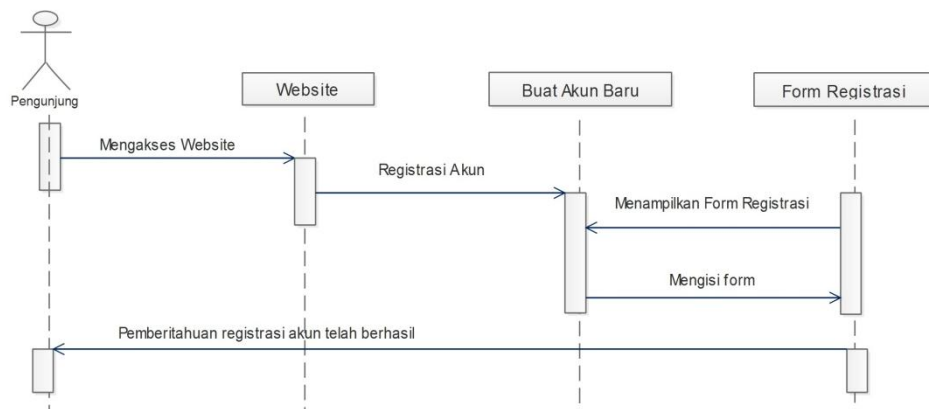 Pengunjung
Website
Buat Akun Baru
Form Registrasi
Mengakses Website
Registrasi Akun
Menampilkan Form Registrasi
Mengisi form
Pemberitahuan registrasi akun telah berhasil